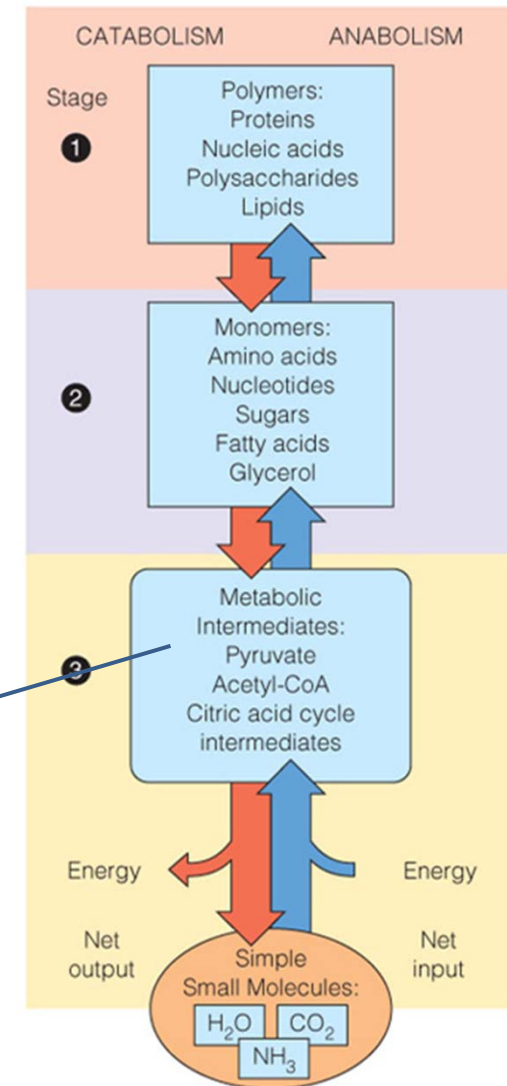 CATABOLISM ANABOLISM
Stage
1
Polymers:
Proteins
Nucleic acids
Polysaccharides
Lipids
2
Monomers:
Amino acids
Nucleotides
Sugars
Fatty acids
Glycerol
3
Metabolic
Intermediates:
Pyruvate
Acetyl-CoA
Citric acid cycle
intermediates
Energy
Energy
Net
output
Net
input
Simple
Small Molecules:
H₂O CO₂
NH₃